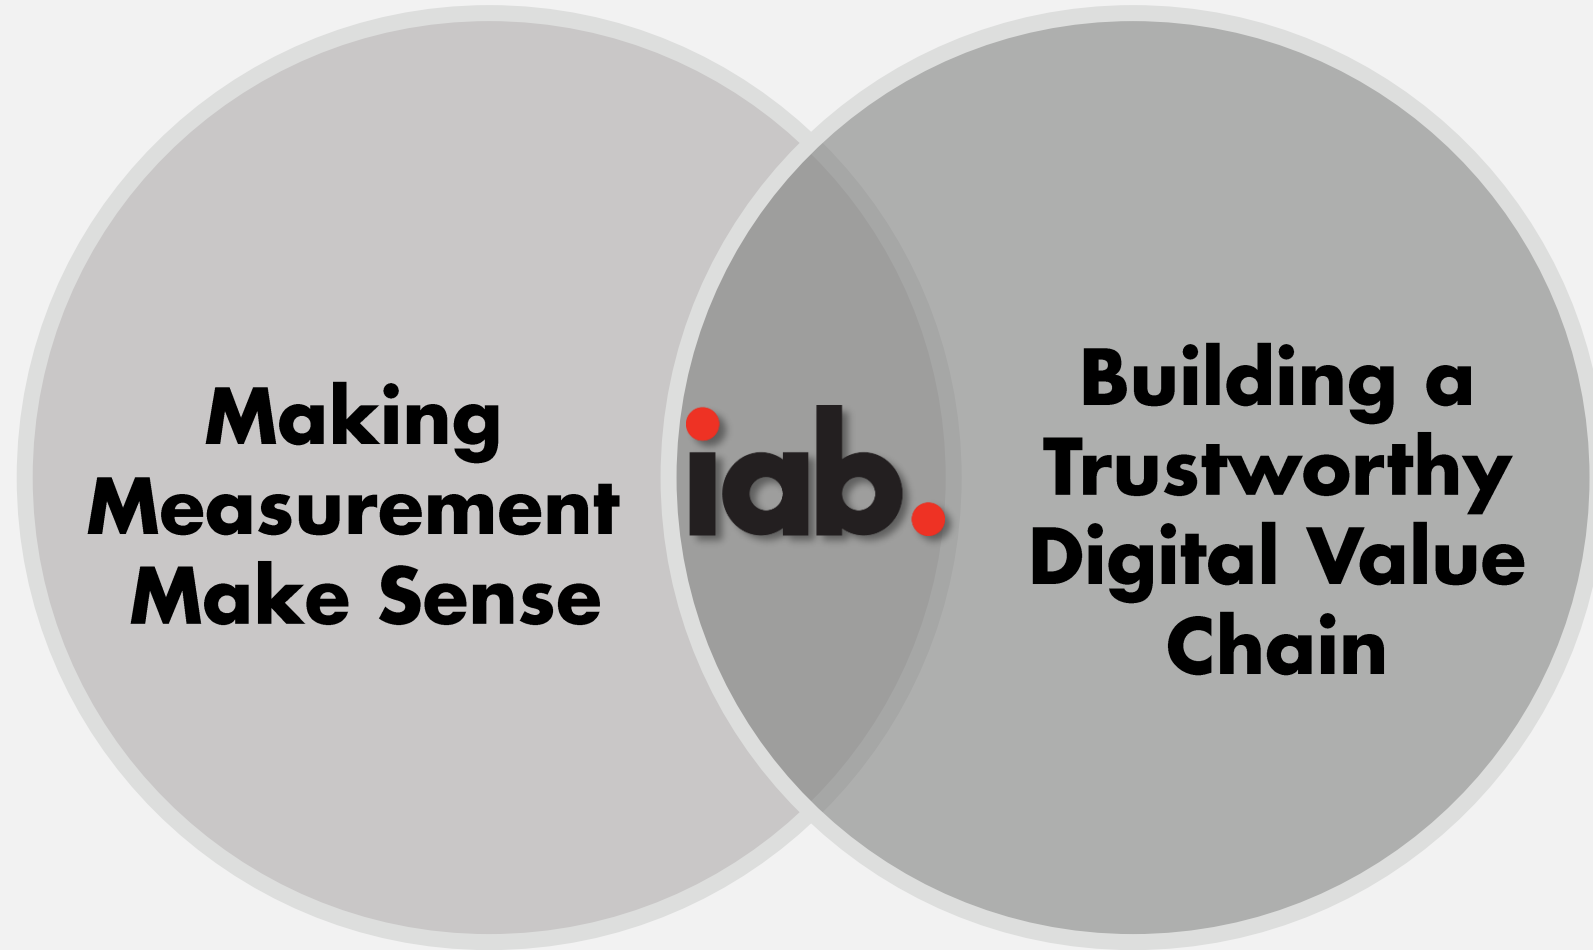 Making
Measurement
Make Sense
iab.
Building a
Trustworthy
Digital Value
Chain